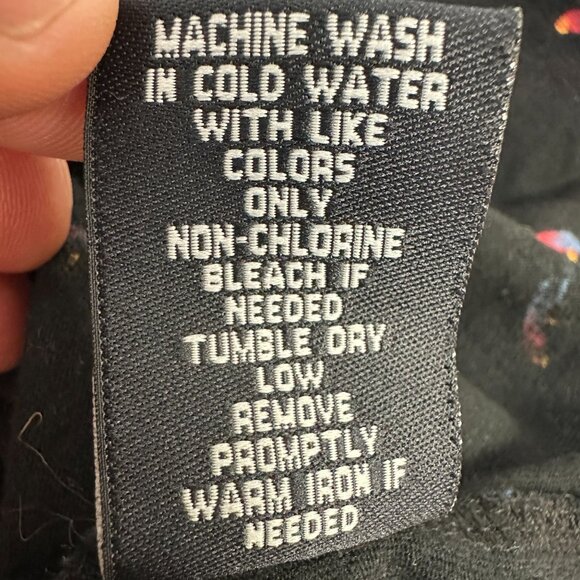 MACHINE WASH
IN COLD WATER
WITH LIKE
COLORS
ONLY
NON-CHLORINE
BLEACH IF
NEEDED
TUMBLE DRY
LOW
REMOVE
PROMPTLY
WARM IRON IF
NEEDED